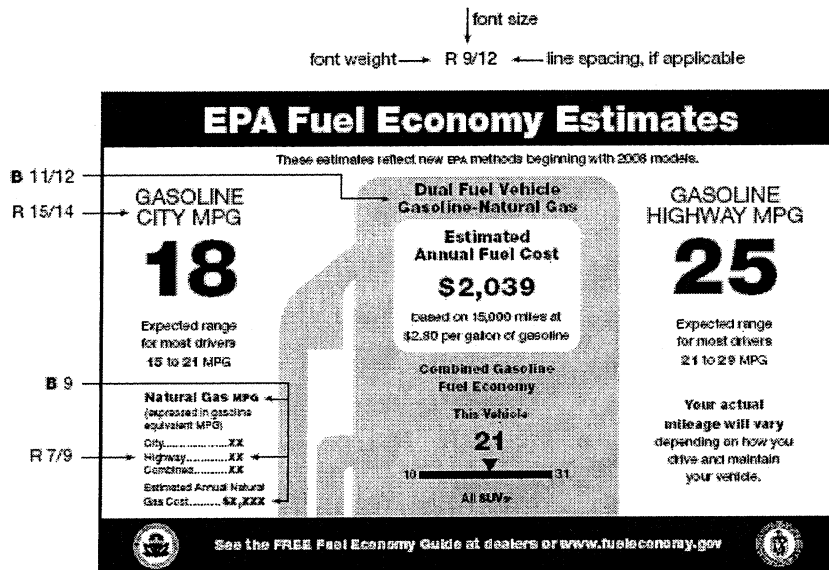 font size
font weight R 9/12 line spacing, if applicable
EPA Fuel Economy Estimates
These estimates reflect new EPA methods beginning with 2008 models.
B 11/12
R 15/14
GASOLINE
CITY MPG
18
Expected range
for most drivers
15 to 21 MPG
B 9
Natural Gas MPG
(expressed in gasoline
equivalent MPG)
R 7/9
City..................XX
Highway...........XX
Combined.........XX
Estimated Annual Natural
Gas Cost......... $X,XXX
Dual Fuel Vehicle
Gasoline-Natural Gas
Estimated
Annual Fuel Cost
$2,039
based on 15,000 miles at
$2.80 per gallon of gasoline
Combined Gasoline
Fuel Economy
This Vehicle
21
10 31
All SUVs
GASOLINE
HIGHWAY MPG
25
Expected range
for most drivers
21 to 29 MPG
Your actual
mileage will vary
depending on how you
drive and maintain
your vehicle.
See the FREE Fuel Economy Guide at dealers or www.fueleconomy.gov